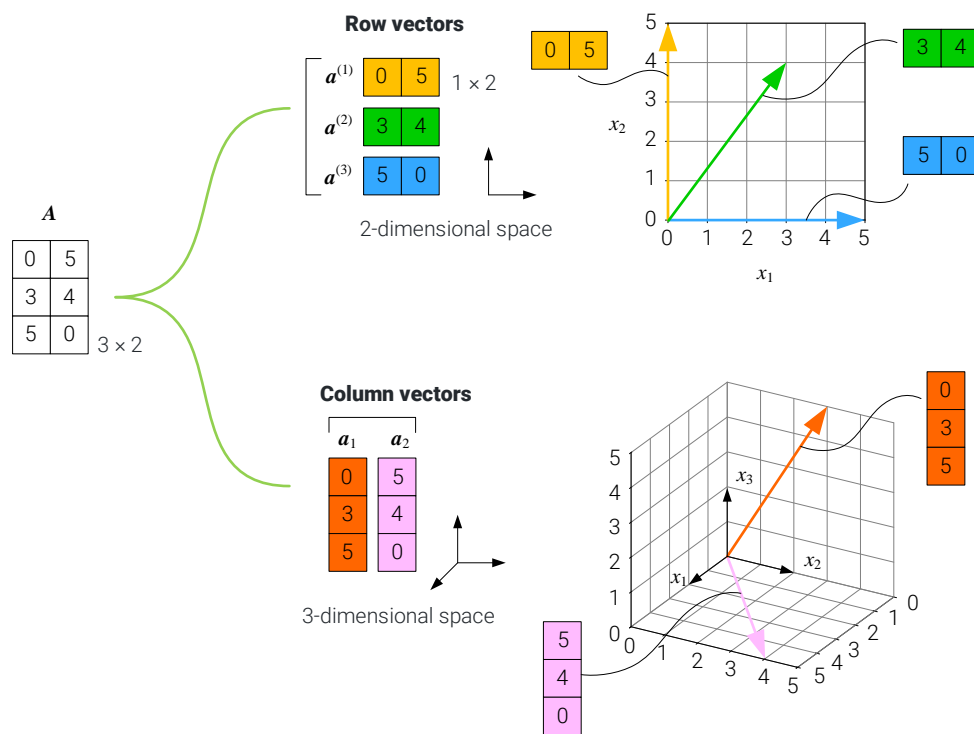 Row vectors
a(1) 0 5 1 × 2
a(2) 3 4
a(3) 5 0
2-dimensional space
0 5
3 4
5 0
5
4
3
x2
2
1
0
0 1 2 3 4 5
x1
A
0 5
3 4
5 0
3 × 2
Column vectors
a1 a2
0 5
3 4
5 0
3-dimensional space
0
3
5
5
4
3
2
1
0
x3
x2
x1
0
1
2
3
4
5
0
1
2
3
4
5
5
4
0